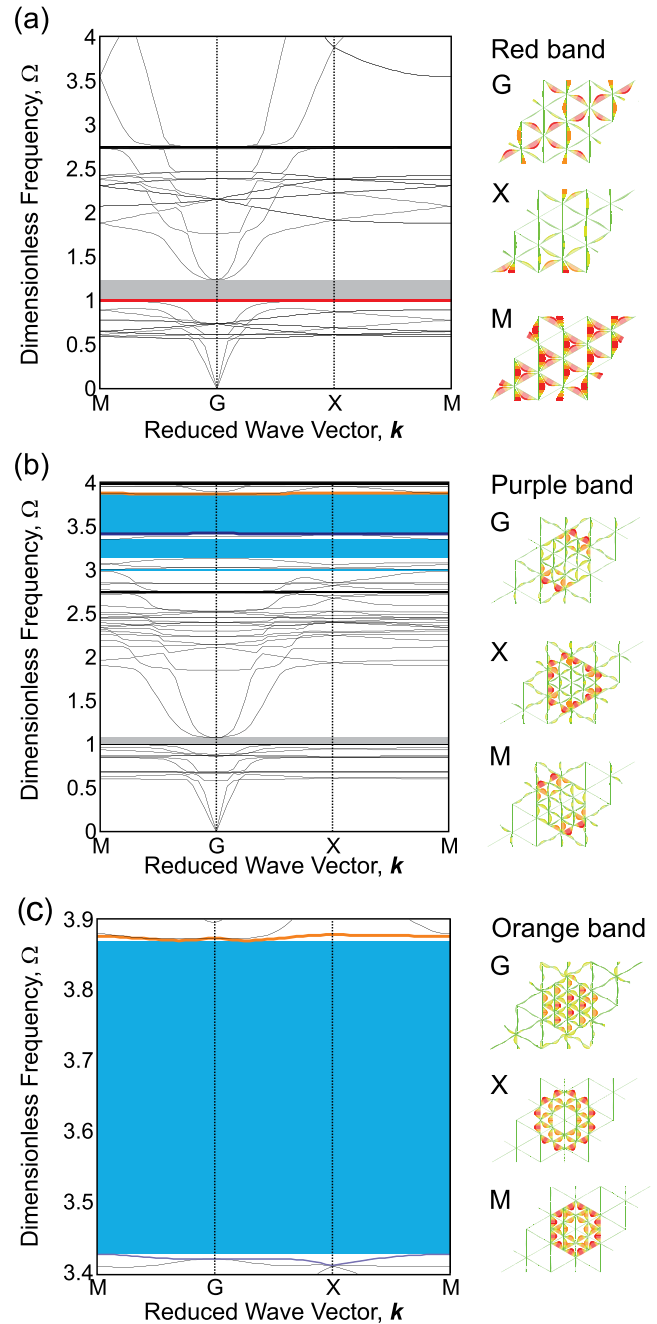 (a)
Dimensionless Frequency, Ω
4
3.5
3
2.5
2
1.5
1
0.5
0
M G X M
Reduced Wave Vector, k
Red band
G
X
M
(b)
Dimensionless Frequency, Ω
4
3.5
3
2.5
2
1.5
1
0.5
0
M G X M
Reduced Wave Vector, k
Purple band
G
X
M
(c)
Dimensionless Frequency, Ω
3.9
3.8
3.7
3.6
3.5
3.4
M G X M
Reduced Wave Vector, k
Orange band
G
X
M